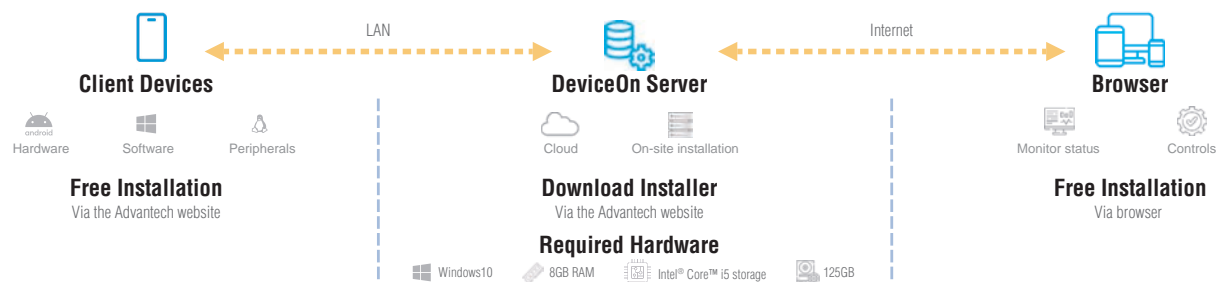 LAN
Internet
Client Devices
DeviceOn Server
Browser
android
Hardware
Software
Peripherals
Cloud
On-site installation
Monitor status
Controls
Free Installation
Via the Advantech website
Download Installer
Via the Advantech website
Free Installation
Via browser
Required Hardware
Windows10
8GB RAM
Intel® Core™ i5 storage
125GB